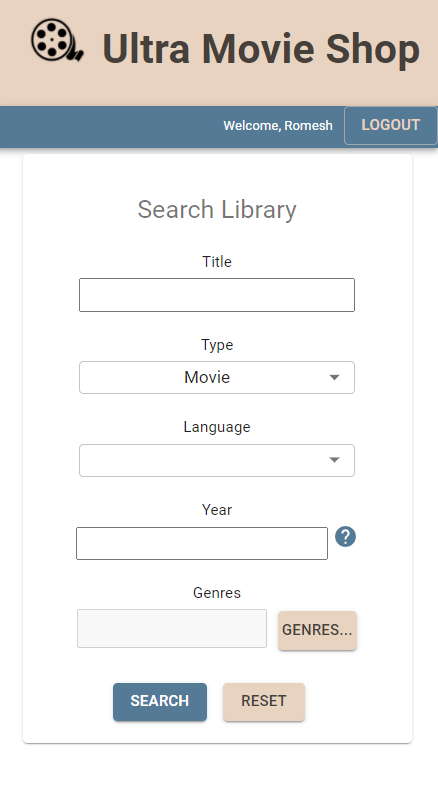 Ultra Movie Shop
Welcome, Romesh
LOGOUT
Search Library
Title
Type
Movie
Language
Year
?
Genres
GENRES...
SEARCH
RESET